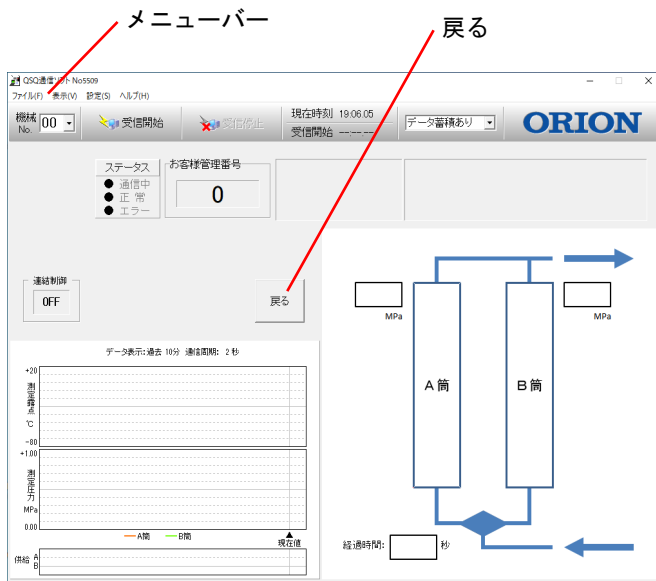 メニューバー
戻る
QSQ通信ソフト No5509
ファイル(F) 表示(V) 設定(S) ヘルプ(H)
機械 No. 00
受信開始
受信停止
現在時刻 19:06:05
受信開始 --:--:--
データ蓄積あり
ORION
ステータス
通信中
正 常
エラー
お客様管理番号
0
連結制御
OFF
戻る
データ表示:過去 10分 通信周期: 2 秒
+20
測定露点
℃
-80
+1.00
測定圧力
MPa
0.00
A筒 B筒
現在値
供給 A
B
MPa
MPa
A筒
B筒
経過時間: 秒